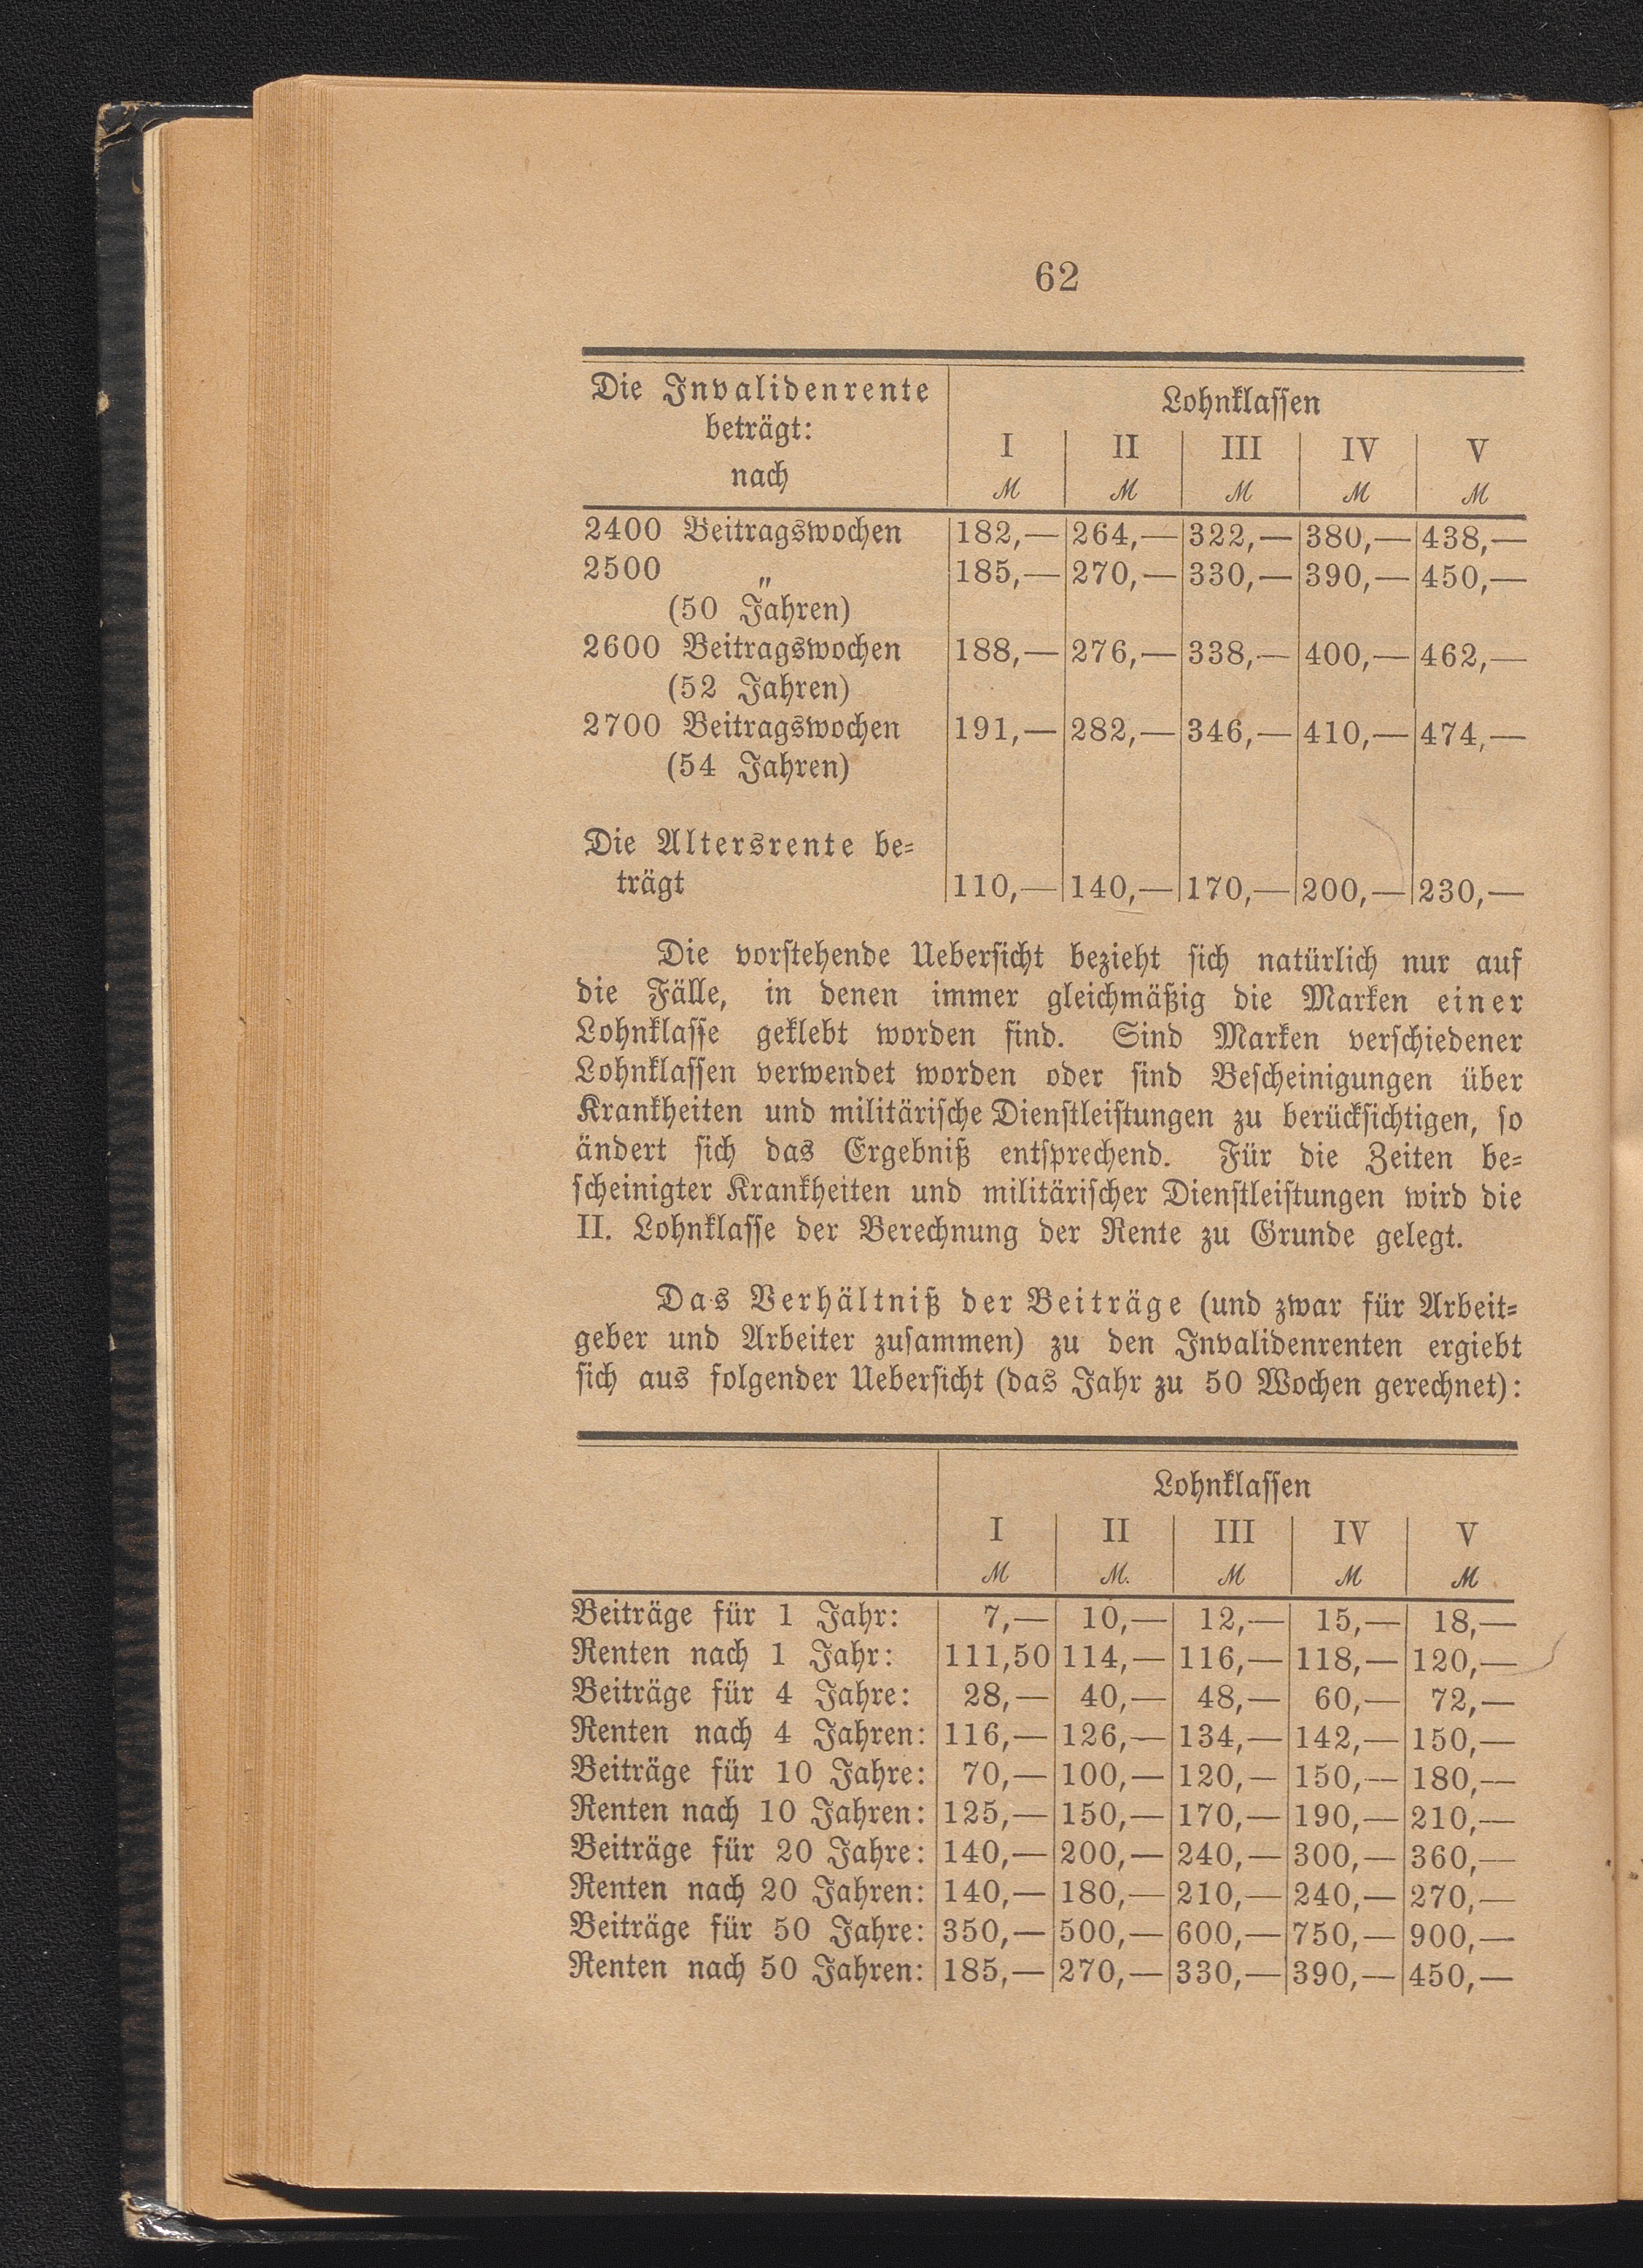 62
Die Invalidenrente
beträgt:
nach
Lohnklassen
I II III IV V
ℳ ℳ ℳ ℳ ℳ
2400 Beitragswochen 182,— 264,— 322,— 380,— 438,—
2500 „ 185,— 270,— 330,— 390,— 450,—
(50 Jahren)
2600 Beitragswochen 188,— 276,— 338,— 400,— 462,—
(52 Jahren)
2700 Beitragswochen 191,— 282,— 346,— 410,— 474,—
(54 Jahren)
Die Altersrente be-
trägt 110,— 140,— 170,— 200,— 230,—
Die vorstehende Uebersicht bezieht sich natürlich nur auf
die Fälle, in denen immer gleichmäßig die Marken einer
Lohnklasse geklebt worden sind. Sind Marken verschiedener
Lohnklassen verwendet worden oder sind Bescheinigungen über
Krankheiten und militärische Dienstleistungen zu berücksichtigen, so
ändert sich das Ergebniß entsprechend. Für die Zeiten be-
scheinigter Krankheiten und militärischer Dienstleistungen wird die
II. Lohnklasse der Berechnung der Rente zu Grunde gelegt.
Das Verhältniß der Beiträge (und zwar für Arbeit-
geber und Arbeiter zusammen) zu den Invalidenrenten ergiebt
sich aus folgender Uebersicht (das Jahr zu 50 Wochen gerechnet):
Lohnklassen
I II III IV V
ℳ ℳ. ℳ ℳ ℳ
Beiträge für 1 Jahr: 7,— 10,— 12,— 15,— 18,—
Renten nach 1 Jahr: 111,50 114,— 116,— 118,— 120,—
Beiträge für 4 Jahre: 28,— 40,— 48,— 60,— 72,—
Renten nach 4 Jahren: 116,— 126,— 134,— 142,— 150,—
Beiträge für 10 Jahre: 70,— 100,— 120,— 150,— 180,—
Renten nach 10 Jahren: 125,— 150,— 170,— 190,— 210,—
Beiträge für 20 Jahre: 140,— 200,— 240,— 300,— 360,—
Renten nach 20 Jahren: 140,— 180,— 210,— 240,— 270,—
Beiträge für 50 Jahre: 350,— 500,— 600,— 750,— 900,—
Renten nach 50 Jahren: 185,— 270,— 330,— 390,— 450,—